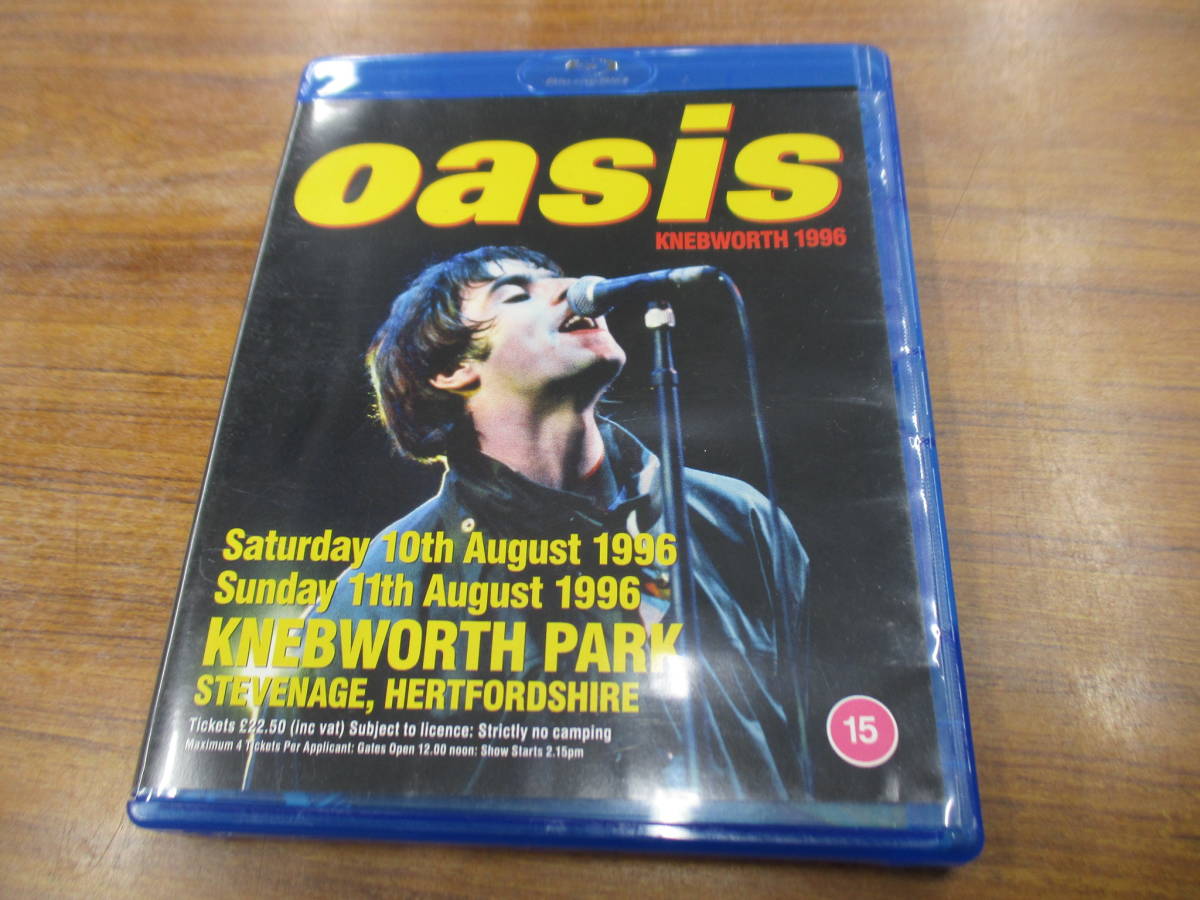 oasis
KNEBWORTH 1996
Saturday 10th August 1996
Sunday 11th August 1996
KNEBWORTH PARK
STEVENAGE, HERTFORDSHIRE
Tickets £22.50 (inc vat) Subject to licence: Strictly no camping
Maximum 4 Tickets Per Applicant: Gates Open 12.00 noon: Show Starts 2.15pm
15